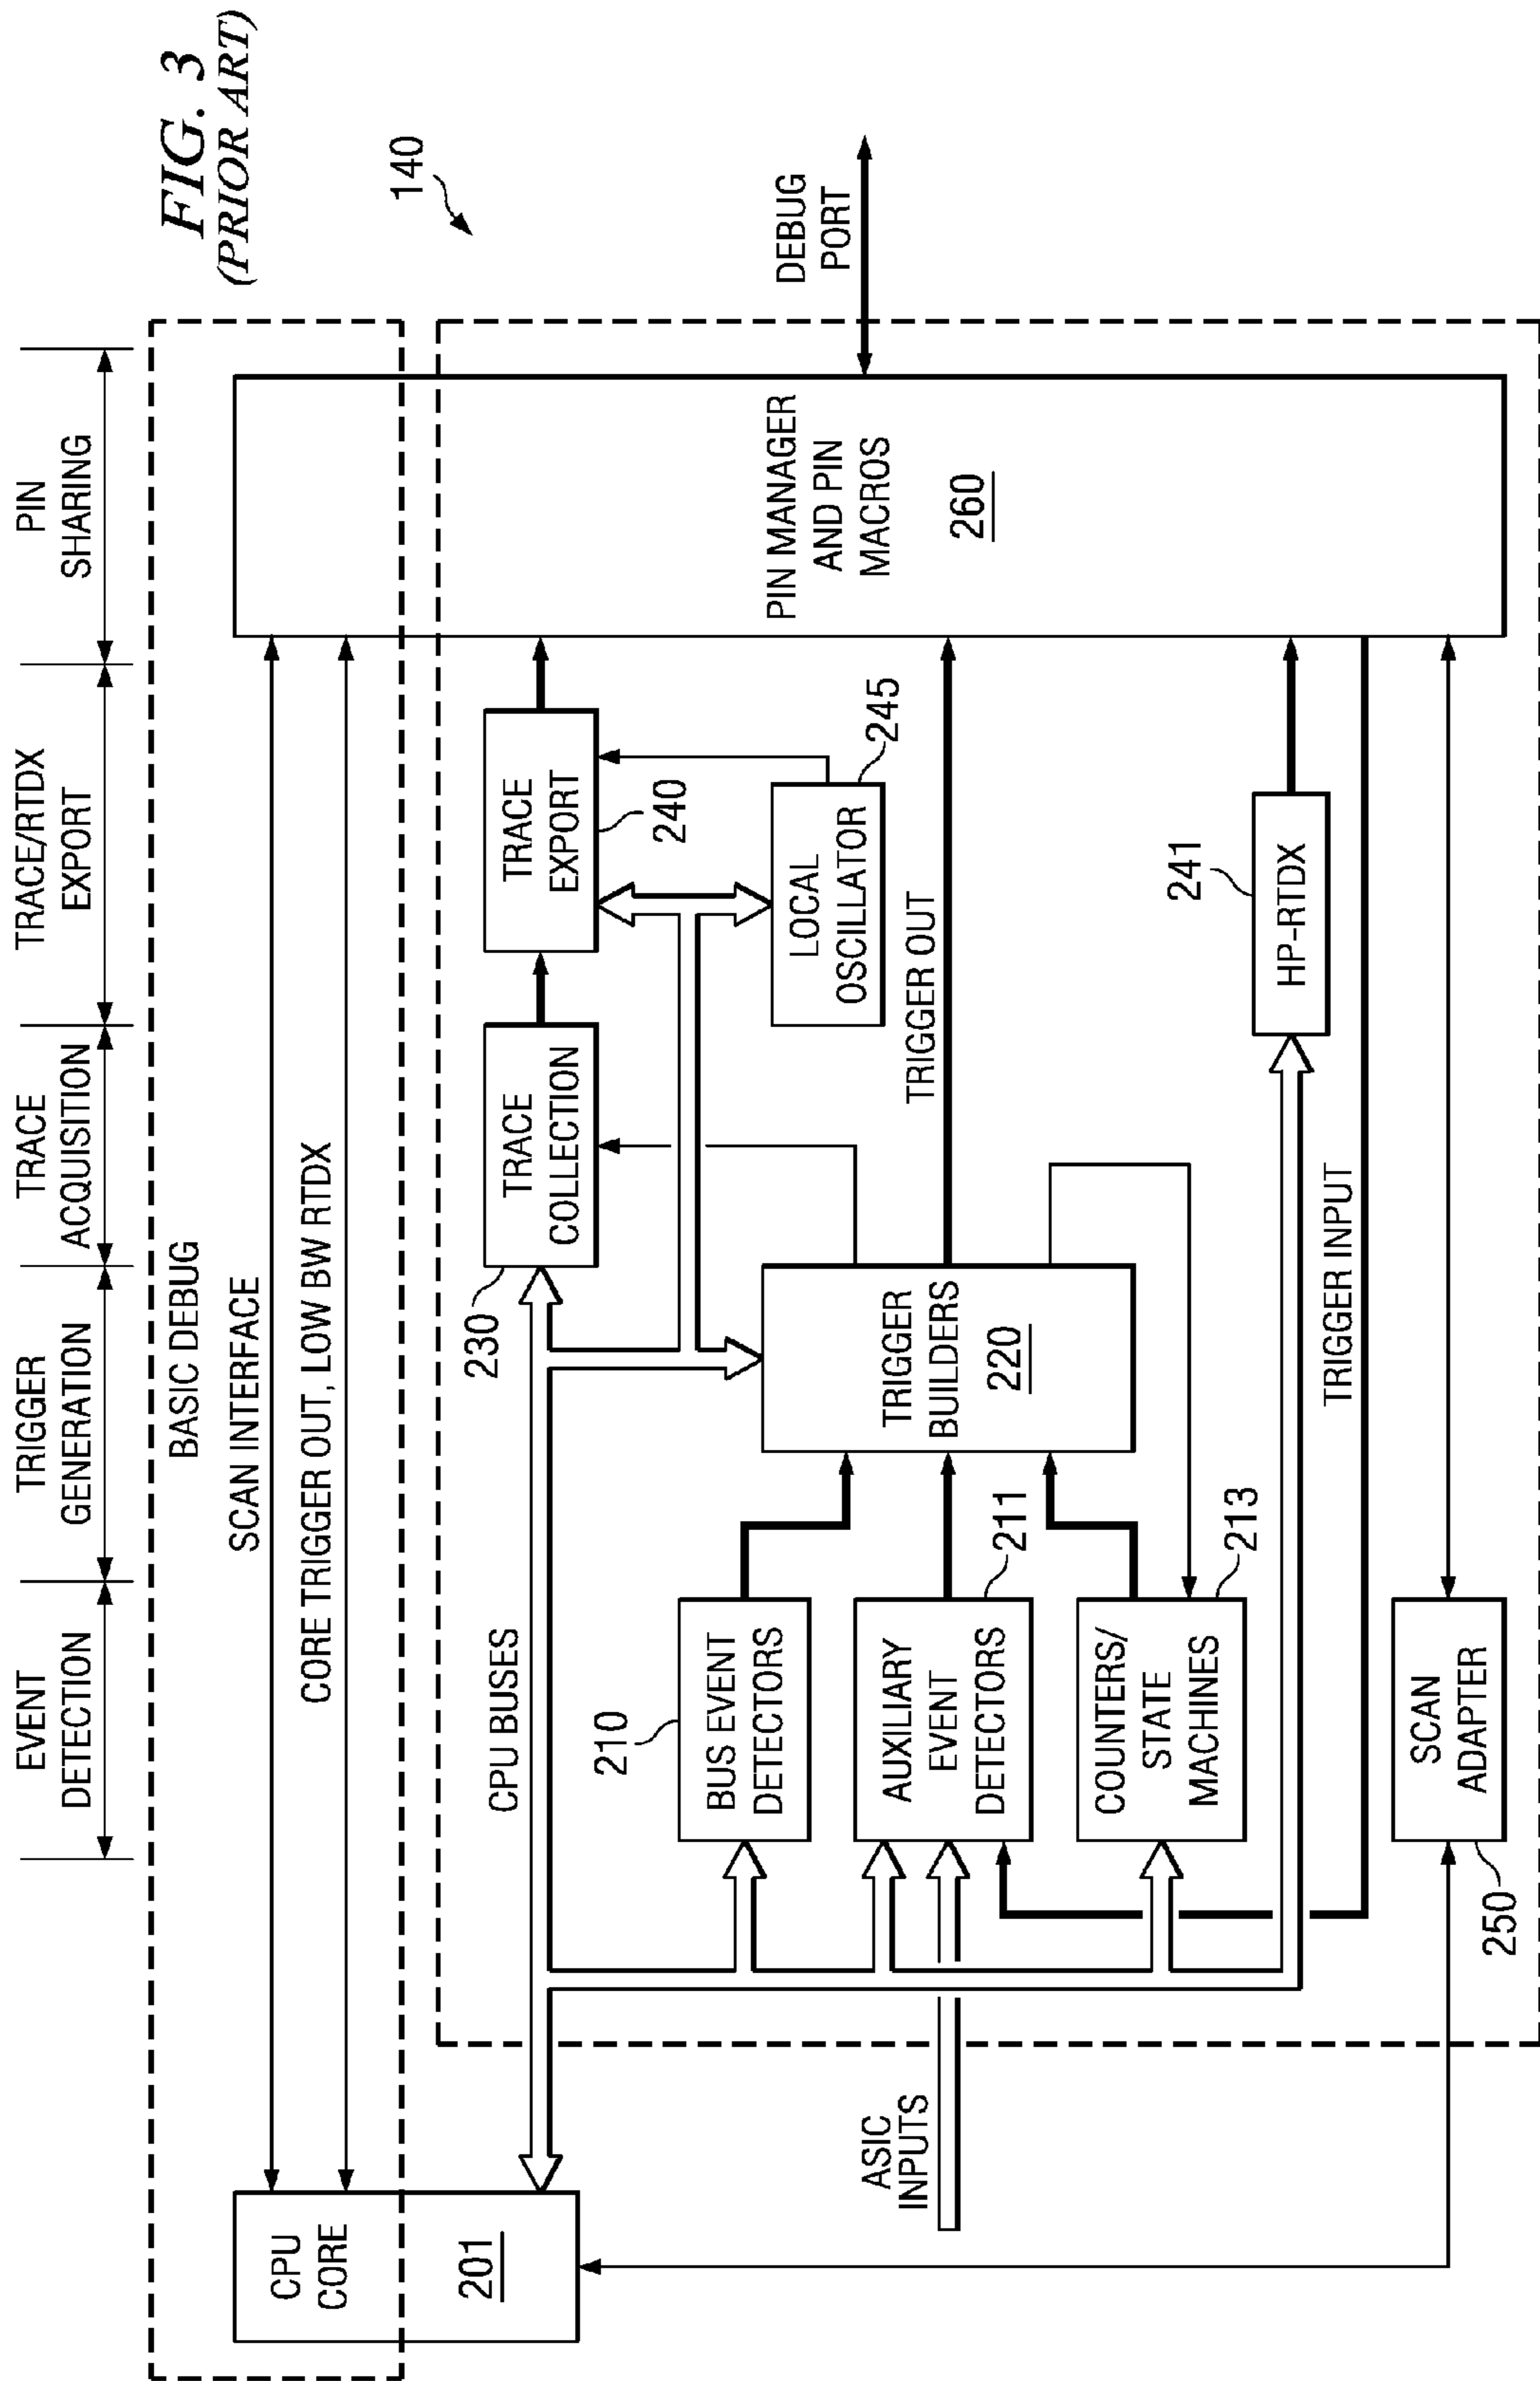 FIG. 3
(PRIOR ART)
EVENT
DETECTION
TRIGGER
GENERATION
TRACE
ACQUISITION
TRACE/RTDX
EXPORT
PIN
SHARING
140
BASIC DEBUG
SCAN INTERFACE
CORE TRIGGER OUT, LOW BW RTDX
CPU
CORE
201
CPU BUSES
230
TRACE
COLLECTION
TRACE
EXPORT
240
210
BUS EVENT
DETECTORS
LOCAL
OSCILLATOR
245
PIN MANAGER
AND PIN
MACROS
260
DEBUG
PORT
ASIC
INPUTS
AUXILIARY
EVENT
DETECTORS
211
TRIGGER
BUILDERS
220
TRIGGER OUT
COUNTERS/
STATE
MACHINES
213
241
HP-RTDX
TRIGGER INPUT
SCAN
ADAPTER
250